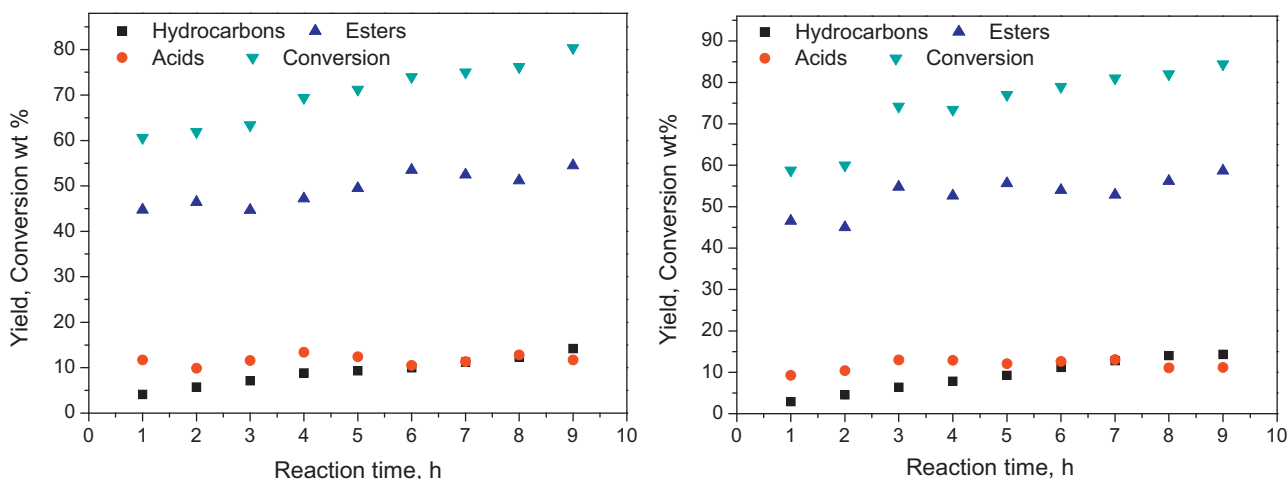 Hydrocarbons Esters
Acids Conversion
80
70
60
50
40
30
20
10
0
Yield, Conversion wt %
0 1 2 3 4 5 6 7 8 9 10
Reaction time, h
Hydrocarbons Esters
Acids Conversion
90
80
70
60
50
40
30
20
10
0
Yield, Conversion wt%
0 1 2 3 4 5 6 7 8 9 10
Reaction time, h